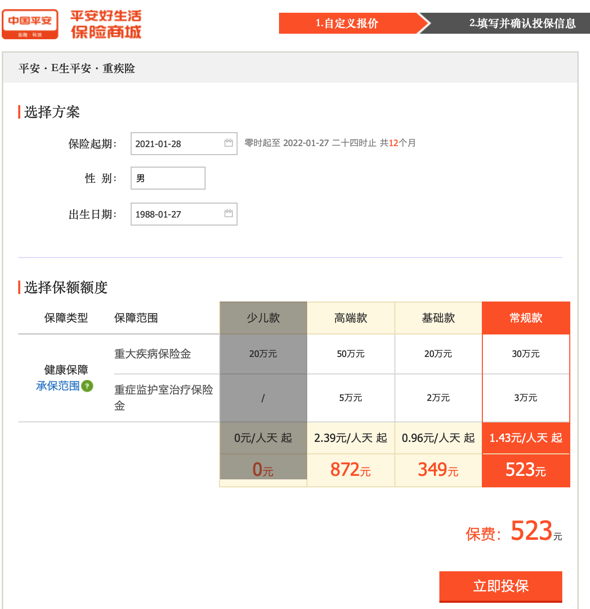 中国平安
金融·科技
平安好生活
保险商城
1.自定义报价
2.填写并确认投保信息
平安·E生平安·重疾险
选择方案
保险起期: 2021-01-28 零时起至 2022-01-27 二十四时止 共12个月
性 别: 男
出生日期: 1988-01-27
选择保额额度
保障类型 保障范围 少儿款 高端款 基础款 常规款
健康保障
承保范围?
重大疾病保险金 20万元 50万元 20万元 30万元
重症监护室治疗保险
金 / 5万元 2万元 3万元
0元/人天 起 2.39元/人天 起 0.96元/人天 起 1.43元/人天 起
0元 872元 349元 523元
保费: 523元
立即投保